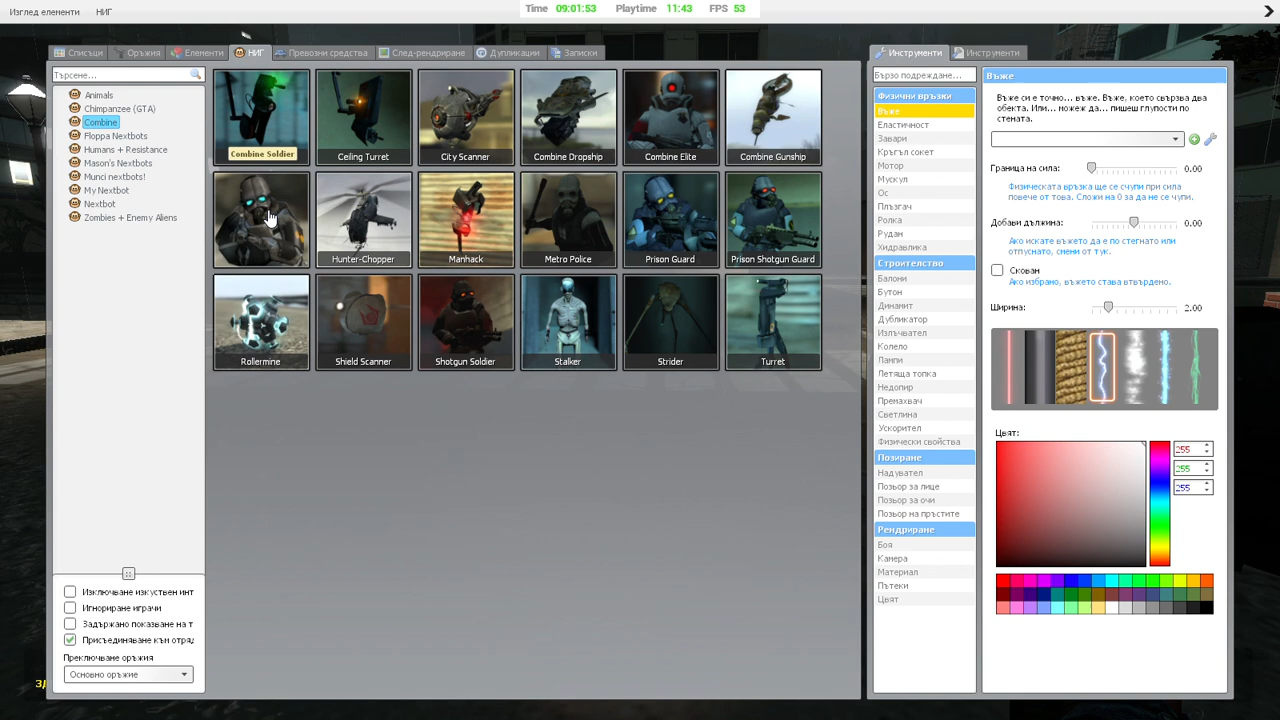 Изглед елементи НИГ
Time 09:01:53 Playtime 11:43 FPS 53
Списъци Оръжия Елементи НИГ Превозни средства След-рендиране Дупликации Записки
Търсене...
Animals
Chimpanzee (GTA)
Combine
Floppa Nextbots
Humans + Resistance
Mason's Nextbots
Munci nextbots!
My Nextbot
Nextbot
Zombies + Enemy Aliens
Combine Soldier
Ceiling Turret
City Scanner
Combine Dropship
Combine Elite
Combine Gunship
Hunter-Chopper
Manhack
Metro Police
Prison Guard
Prison Shotgun Guard
Rollermine
Shield Scanner
Shotgun Soldier
Stalker
Strider
Turret
Изключване изкуствен инт
Игнориране играчи
Задържано показване на т
Присъединяване към отряд
Преключване оръжия
Основно оръжие
Инструменти Инструменти
Бързо подреждане...
Физични връзки
Въже
Еластичност
Завари
Кръгъл сокет
Мотор
Мускул
Ос
Плъзгач
Ролка
Рудан
Хидравлика
Строителство
Балони
Бутон
Динамит
Дубликатор
Излъчвател
Колело
Лампи
Летяща топка
Недопир
Премахвач
Светлина
Ускорител
Физически свойства
Позиране
Надувател
Позьор за лице
Позьор за очи
Позьор на пръстите
Рендриране
Боя
Камера
Материал
Пътеки
Цвят
Въже
Въже си е точно... въже. Въже, което свързва два
обекта. Или... можеж да... пишеш глупости по
стената.
Граница на сила: 0.00
Физическата връзка ще се счупи при сила
повече от това. Сложи на 0 за да не се чупи.
Добави дължина: 0.00
Ако искате въжето да е по стегнато или
отпуснато, смени от тук.
Скован
Ако избрано, въжето става втвърдено.
Ширина: 2.00
Цвят:
255
255
255